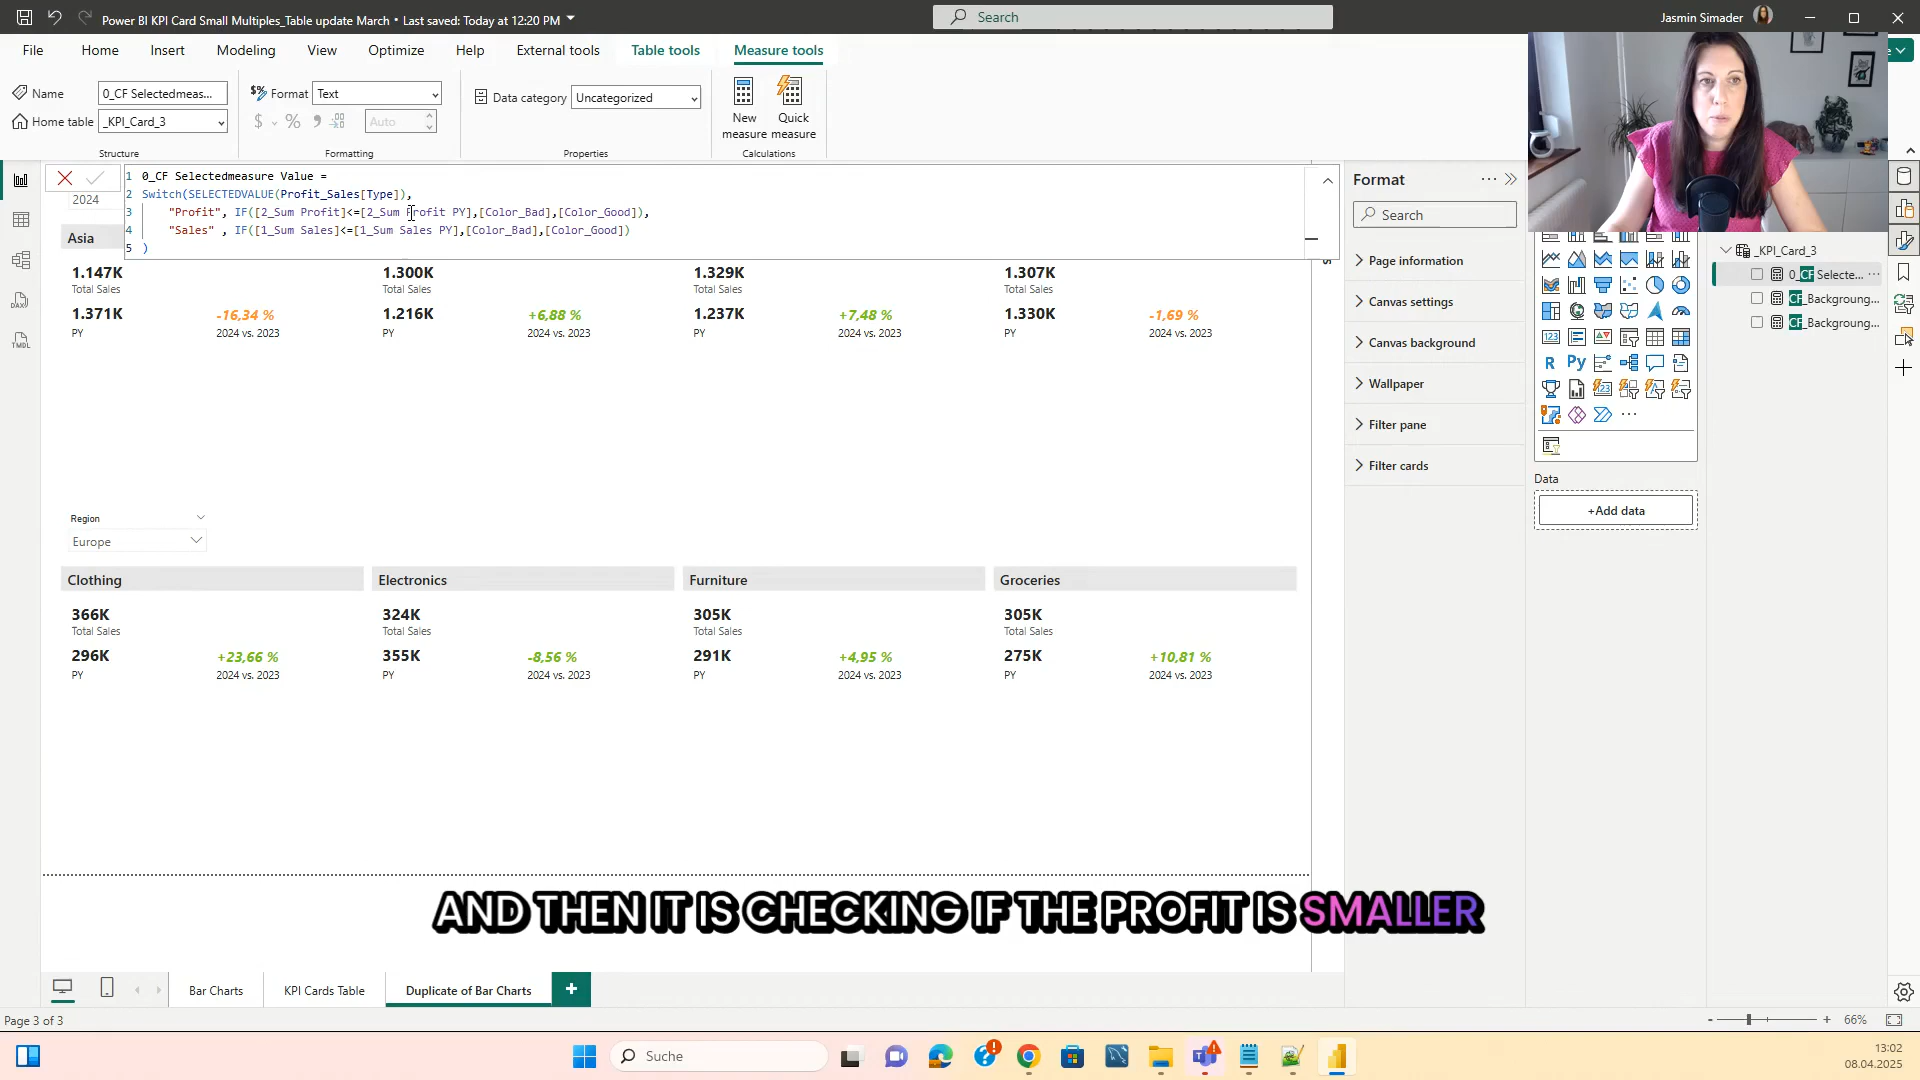 Power BI KPI Card Small Multiples_Table update March • Last saved: Today at 12:20 PM
Search
Jasmin Simader
File
Home
Insert
Modeling
View
Optimize
Help
External tools
Table tools
Measure tools
Name
0_CF Selectedmeas...
Home table
_KPI_Card_3
Structure
Format
Text
$
%
Auto
Formatting
Data category
Uncategorized
Properties
New measure
Quick measure
Calculations
1 0_CF Selectedmeasure Value =
2 Switch(SELECTEDVALUE(Profit_Sales[Type]),
3 "Profit", IF([2_Sum Profit]<=[2_Sum Profit PY],[Color_Bad],[Color_Good]),
4 "Sales" , IF([1_Sum Sales]<=[1_Sum Sales PY],[Color_Bad],[Color_Good])
5 )
2024
Asia
1.147K
Total Sales
1.371K
PY
-16,34 %
2024 vs. 2023
1.300K
Total Sales
1.216K
PY
+6,88 %
2024 vs. 2023
1.329K
Total Sales
1.237K
PY
+7,48 %
2024 vs. 2023
1.307K
Total Sales
1.330K
PY
-1,69 %
2024 vs. 2023
Region
Europe
Clothing
366K
Total Sales
296K
PY
+23,66 %
2024 vs. 2023
Electronics
324K
Total Sales
355K
PY
-8,56 %
2024 vs. 2023
Furniture
305K
Total Sales
291K
PY
+4,95 %
2024 vs. 2023
Groceries
305K
Total Sales
275K
PY
+10,81 %
2024 vs. 2023
Format
Search
Page information
Canvas settings
Canvas background
Wallpaper
Filter pane
Filter cards
123
R
Py
Data
+Add data
_KPI_Card_3
0_CF Selecte...
CF_Backgroung...
CF_Backgroung...
DAX
TMDL
AND THEN IT IS CHECKING IF THE PROFIT IS SMALLER
Bar Charts
KPI Cards Table
Duplicate of Bar Charts
Page 3 of 3
66%
Suche
13:02
08.04.2025